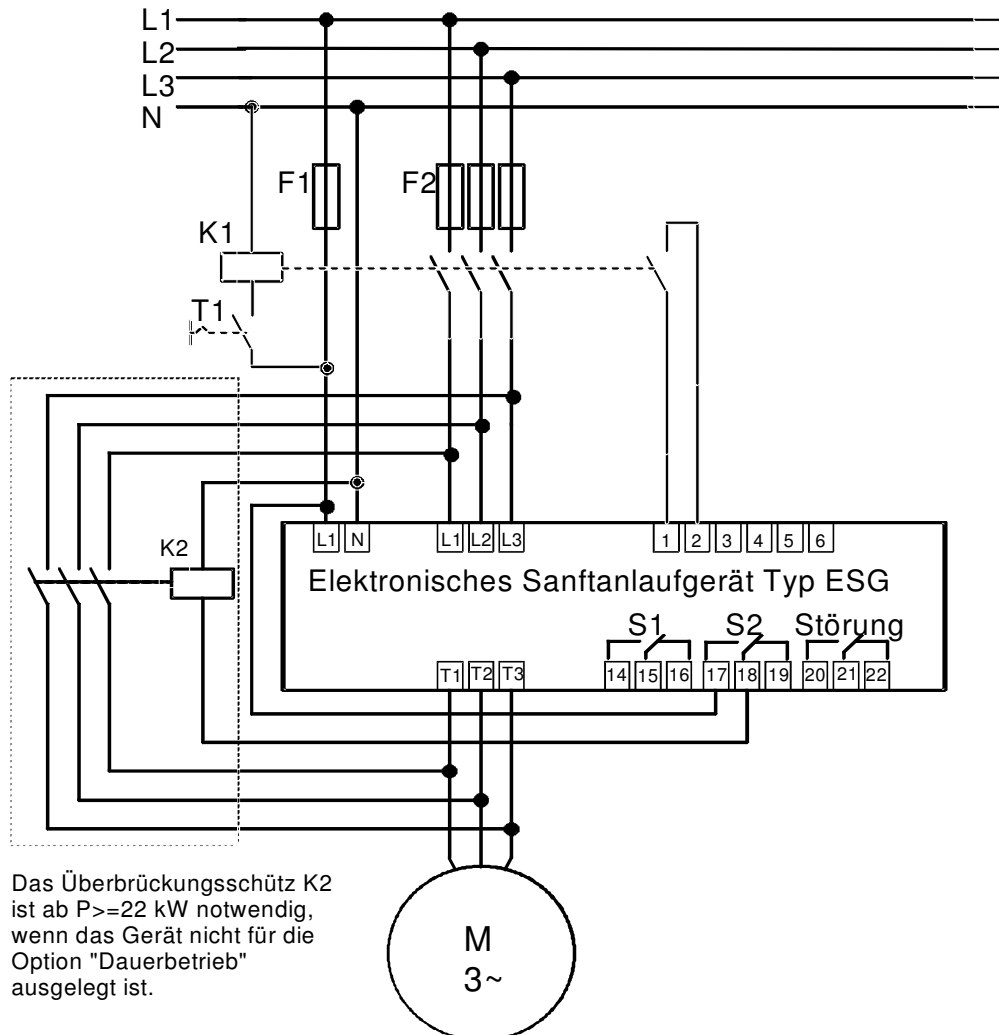 L1
L2
L3
N
F1
F2
K1
T1
K2
L1 N L1 L2 L3 1 2 3 4 5 6
Elektronisches Sanftanlaufgerät Typ ESG
S1 S2 Störung
T1 T2 T3 14 15 16 17 18 19 20 21 22
Das Überbrückungsschütz K2
ist ab P>=22 kW notwendig,
wenn das Gerät nicht für die
Option "Dauerbetrieb"
ausgelegt ist.
M
3~